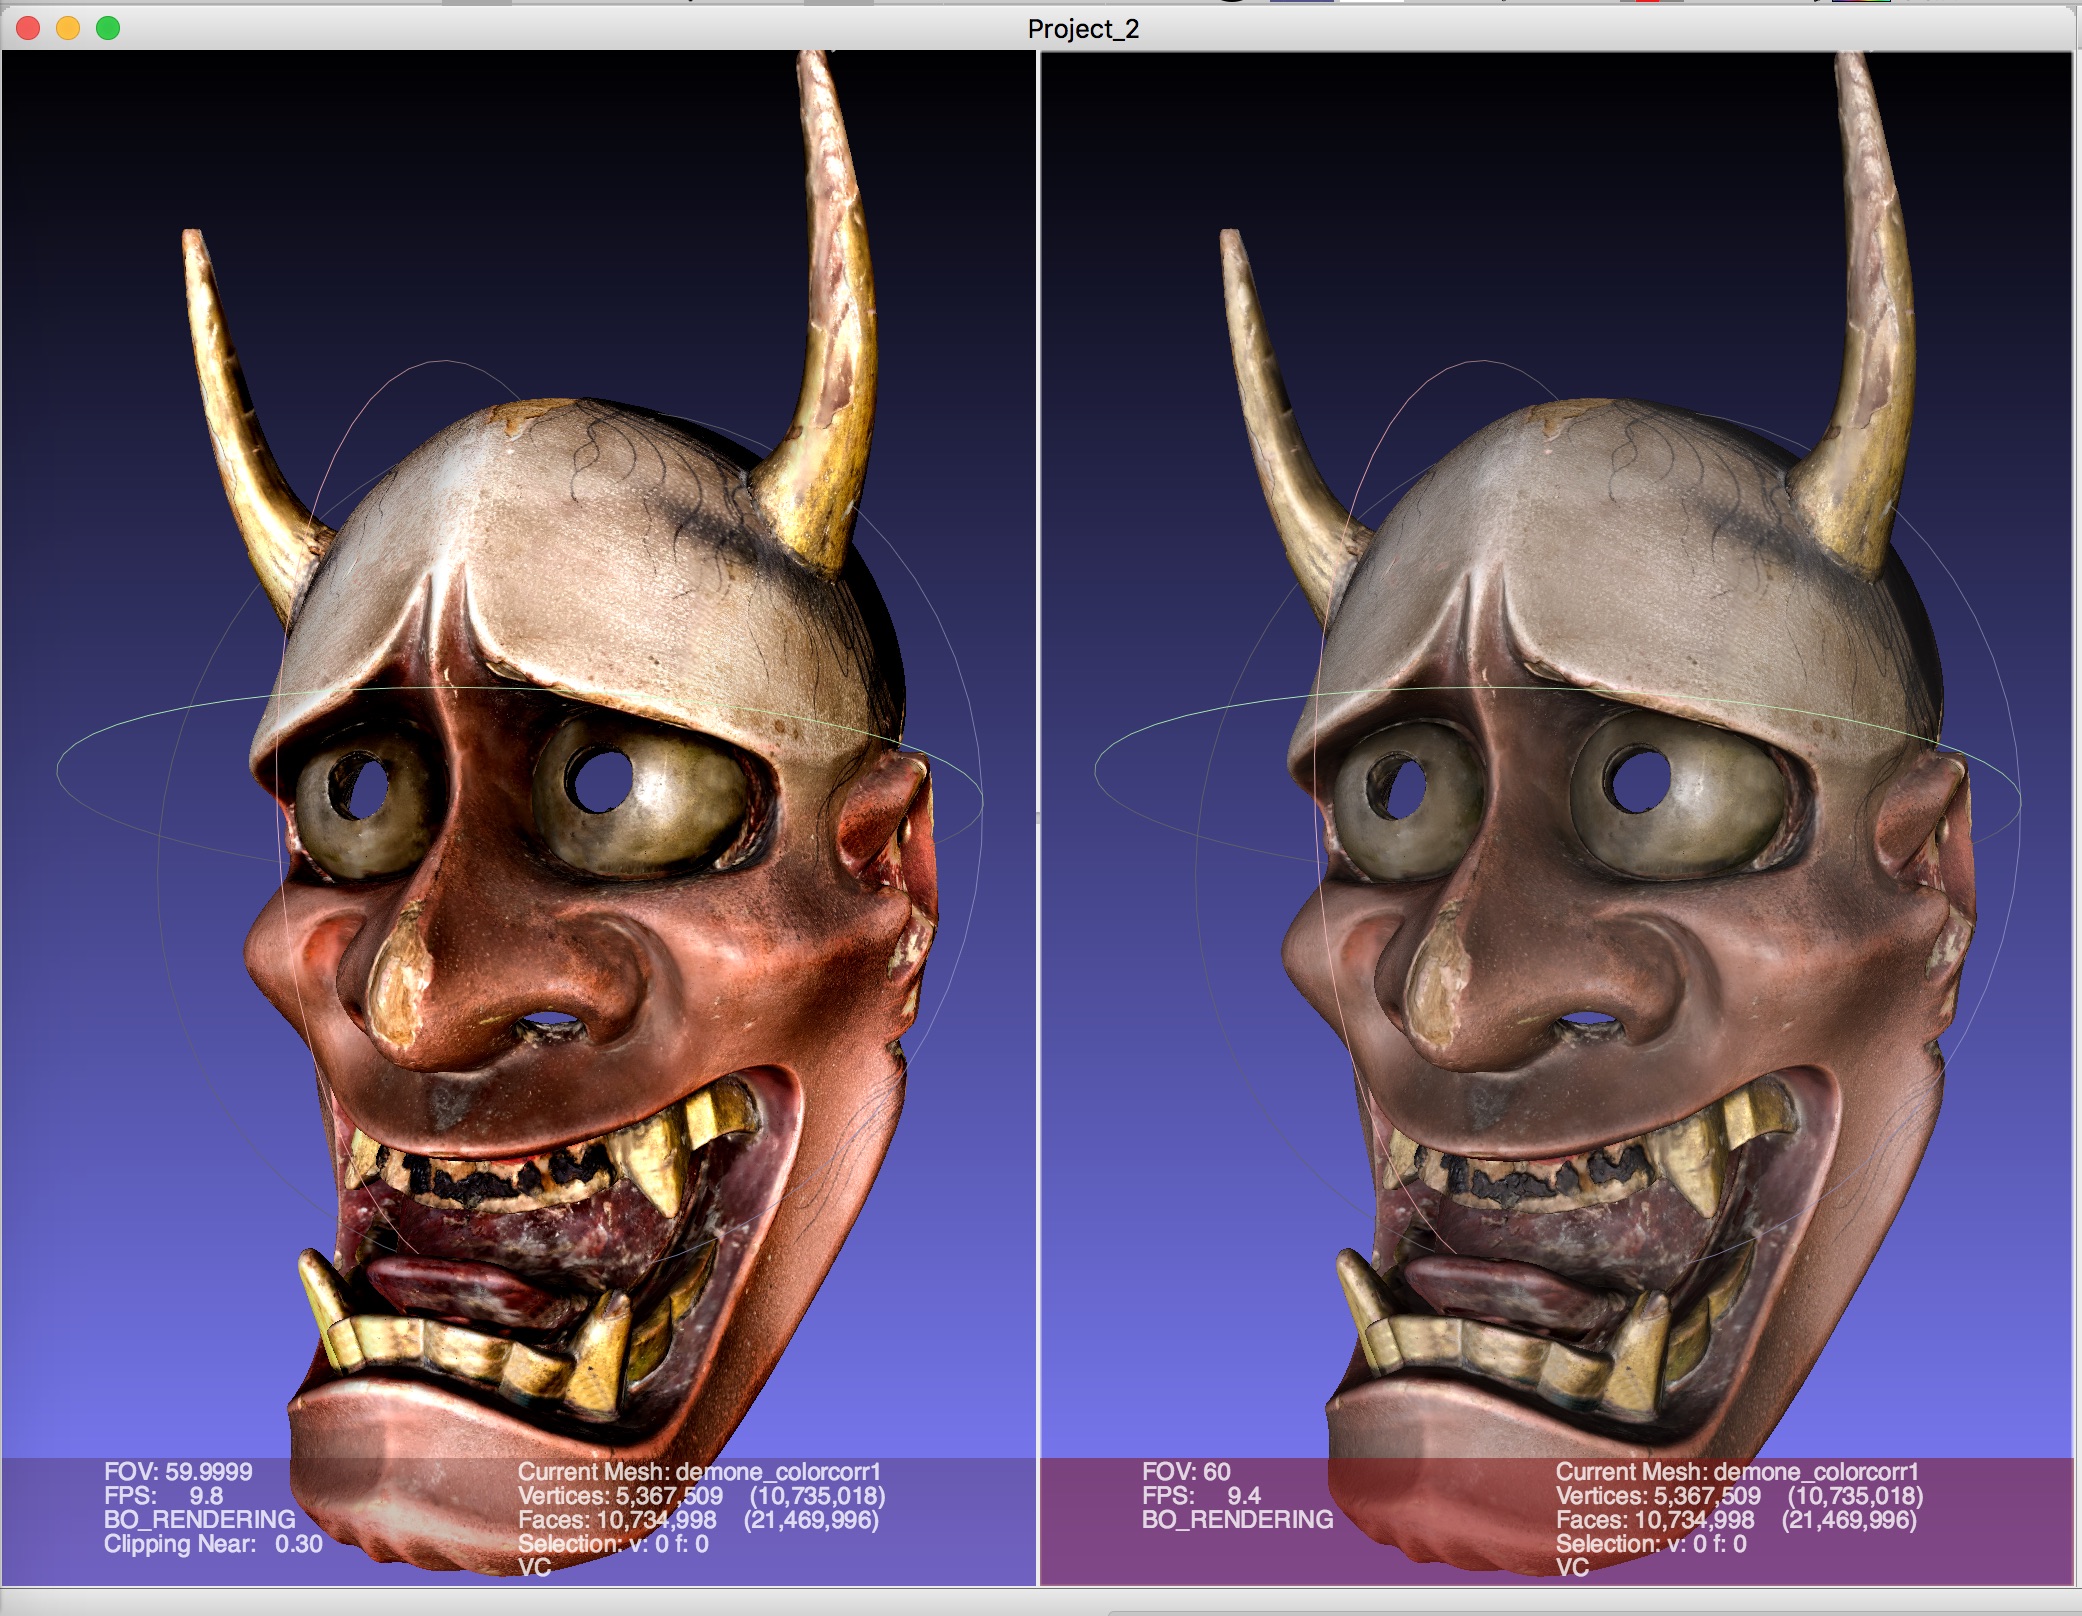 Project_2
FOV: 59.9999
FPS: 9.8
BO_RENDERING
Clipping Near: 0.30
Current Mesh: demone_colorcorr1
Vertices: 5,367,509 (10,735,018)
Faces: 10,734,998 (21,469,996)
Selection: v: 0 f: 0
VC
FOV: 60
FPS: 9.4
BO_RENDERING
Current Mesh: demone_colorcorr1
Vertices: 5,367,509 (10,735,018)
Faces: 10,734,998 (21,469,996)
Selection: v: 0 f: 0
VC